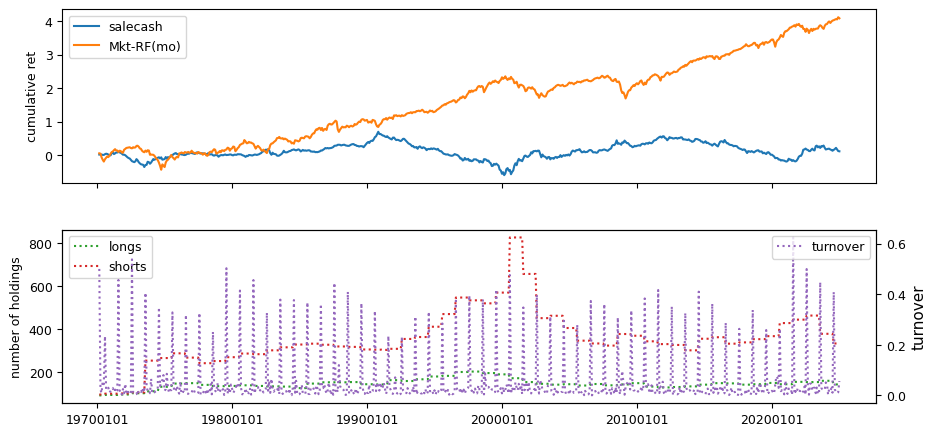 salecash
Mkt-RF(mo)
cumulative ret
4
3
2
1
0
longs
shorts
turnover
number of holdings
800
600
400
200
0.6
0.4
0.2
0.0
turnover
19700101
19800101
19900101
20000101
20100101
20200101